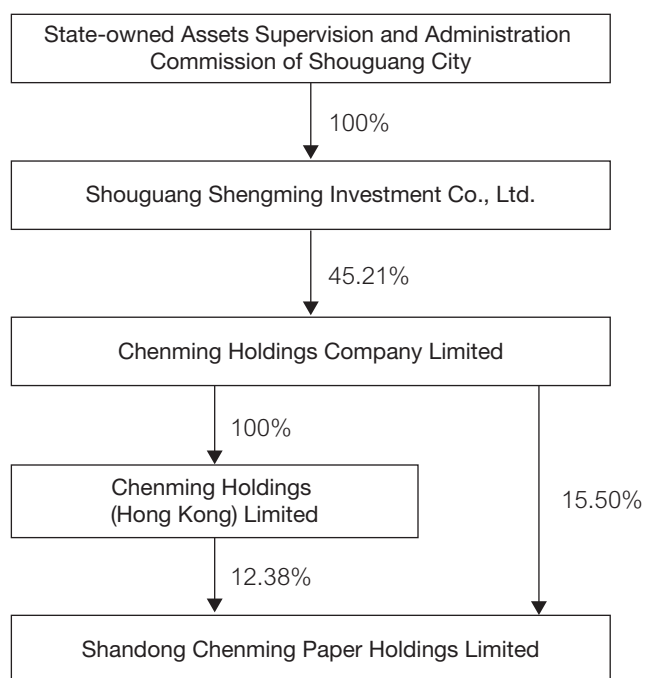 State-owned Assets Supervision and Administration
Commission of Shouguang City
100%
Shouguang Shengming Investment Co., Ltd.
45.21%
Chenming Holdings Company Limited
100%
Chenming Holdings
(Hong Kong) Limited
15.50%
12.38%
Shandong Chenming Paper Holdings Limited